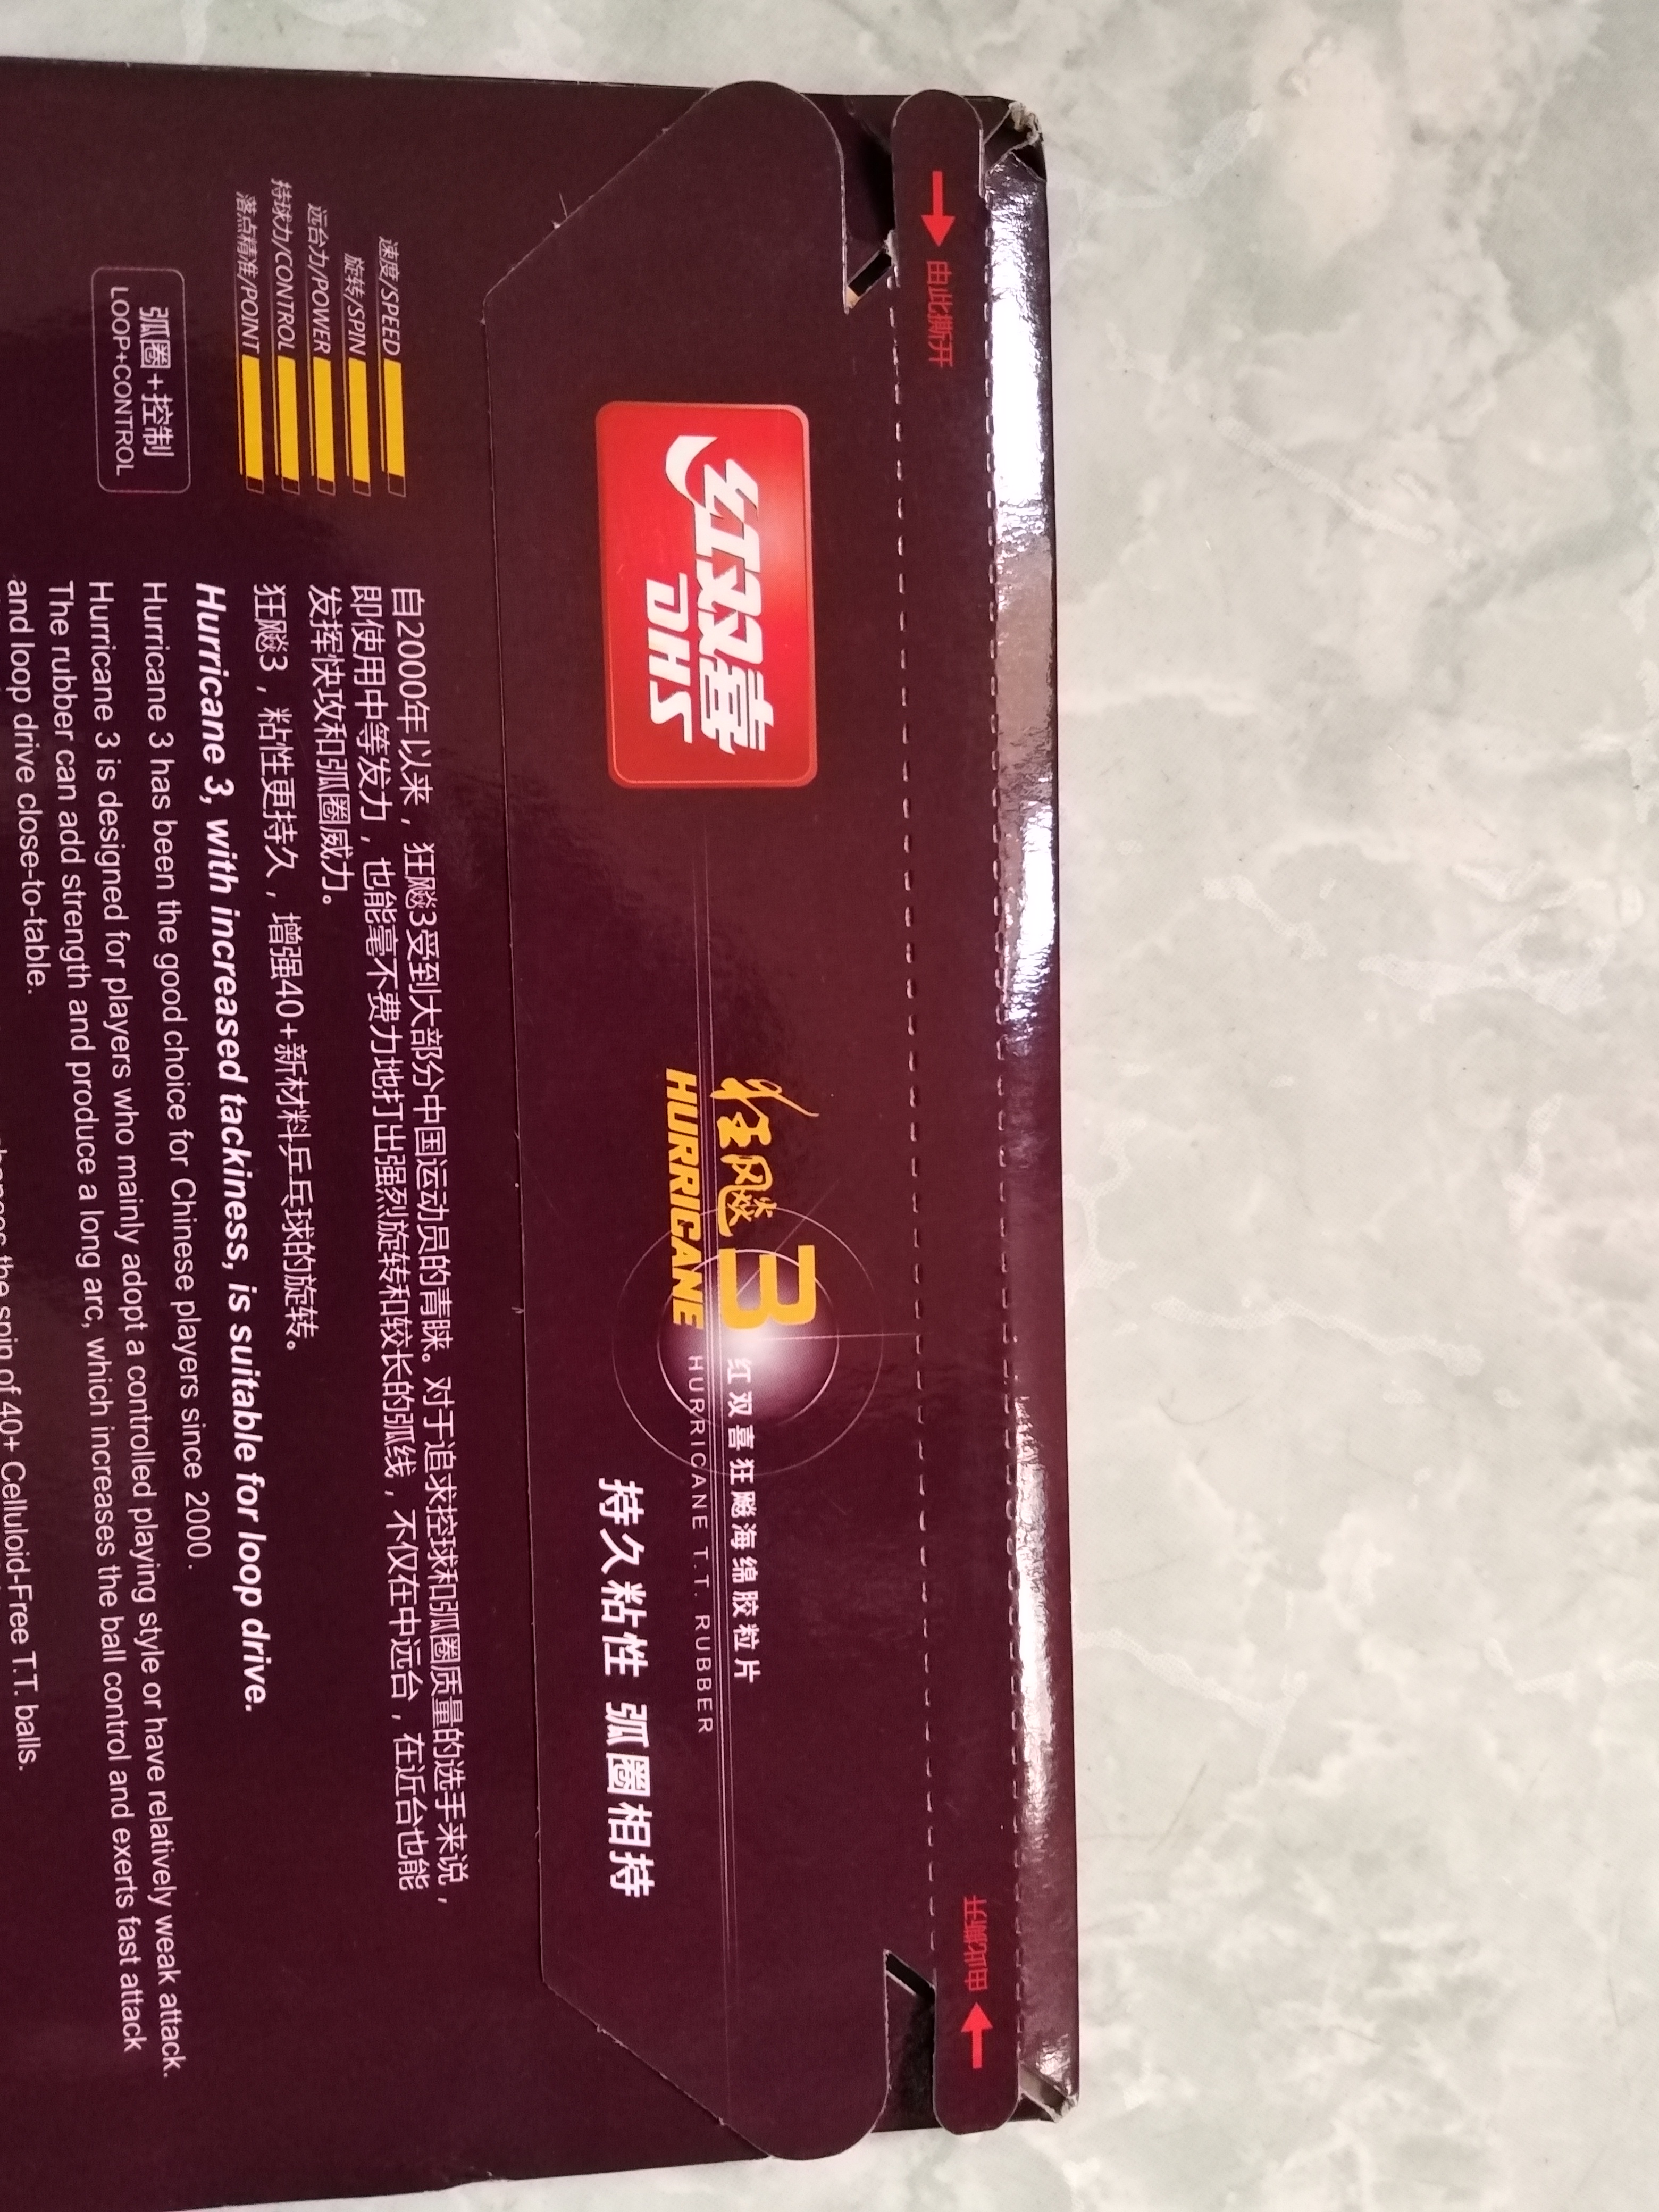 由此撕开
由此撕开
红双喜
DHS
狂飚3
HURRICANE
红双喜狂飚海绵胶粒片
HURRICANE T.T. RUBBER
持久粘性 弧圈相持
速度/SPEED
旋转/SPIN
远台力/POWER
持球力/CONTROL
落点精准/POINT
弧圈+控制
LOOP+CONTROL
自2000年以来，狂飚3受到大部分中国运动员的青睐。对于追求控球和弧圈质量的选手来说，
即使用中等发力，也能毫不费力地打出强烈旋转和较长的弧线，不仅在中远台，在近台也能
发挥快攻和弧圈威力。
狂飚3，粘性更持久，增强40+新材料乒乓球的旋转。
Hurricane 3, with increased tackiness, is suitable for loop drive.
Hurricane 3 has been the good choice for Chinese players since 2000.
Hurricane 3 is designed for players who mainly adopt a controlled playing style or have relatively weak attack.
The rubber can add strength and produce a long arc, which increases the ball control and exerts fast attack
and loop drive close-to-table.
the spin of 40+ Celluloid-Free T.T. balls.